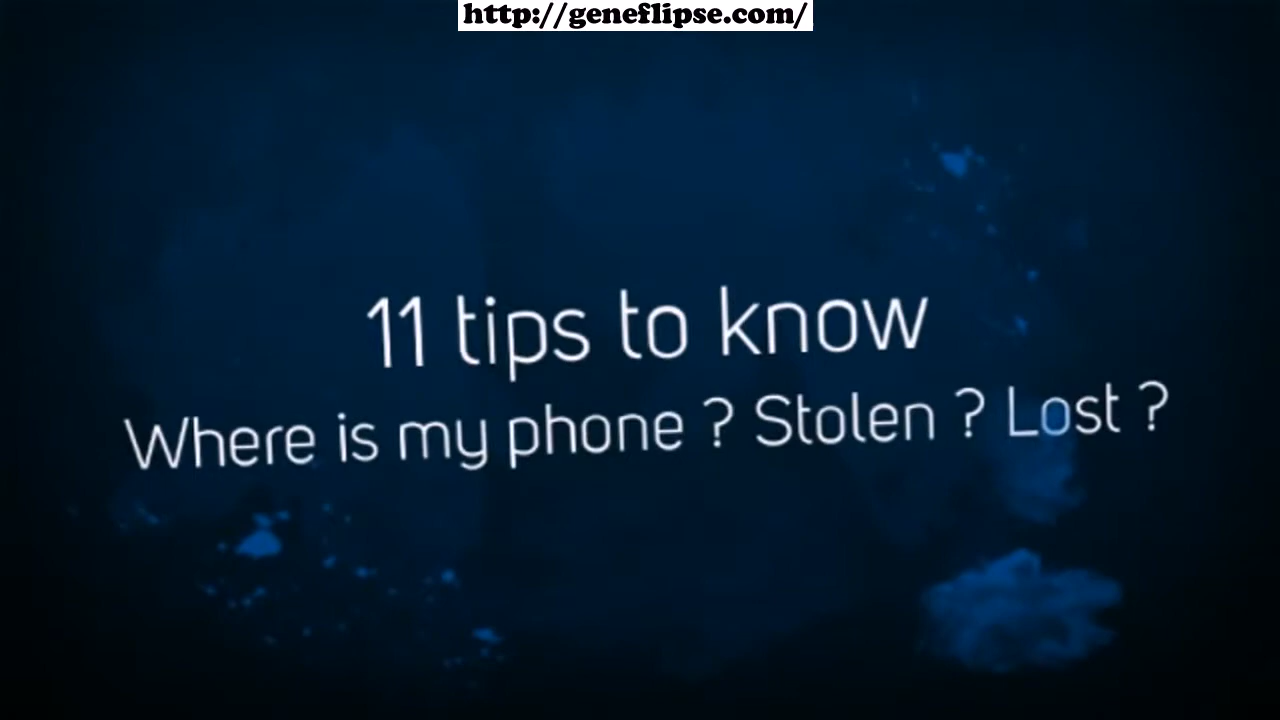 http://geneflipse.com/
11 tips to know
Where is my phone ? Stolen ? Lost ?